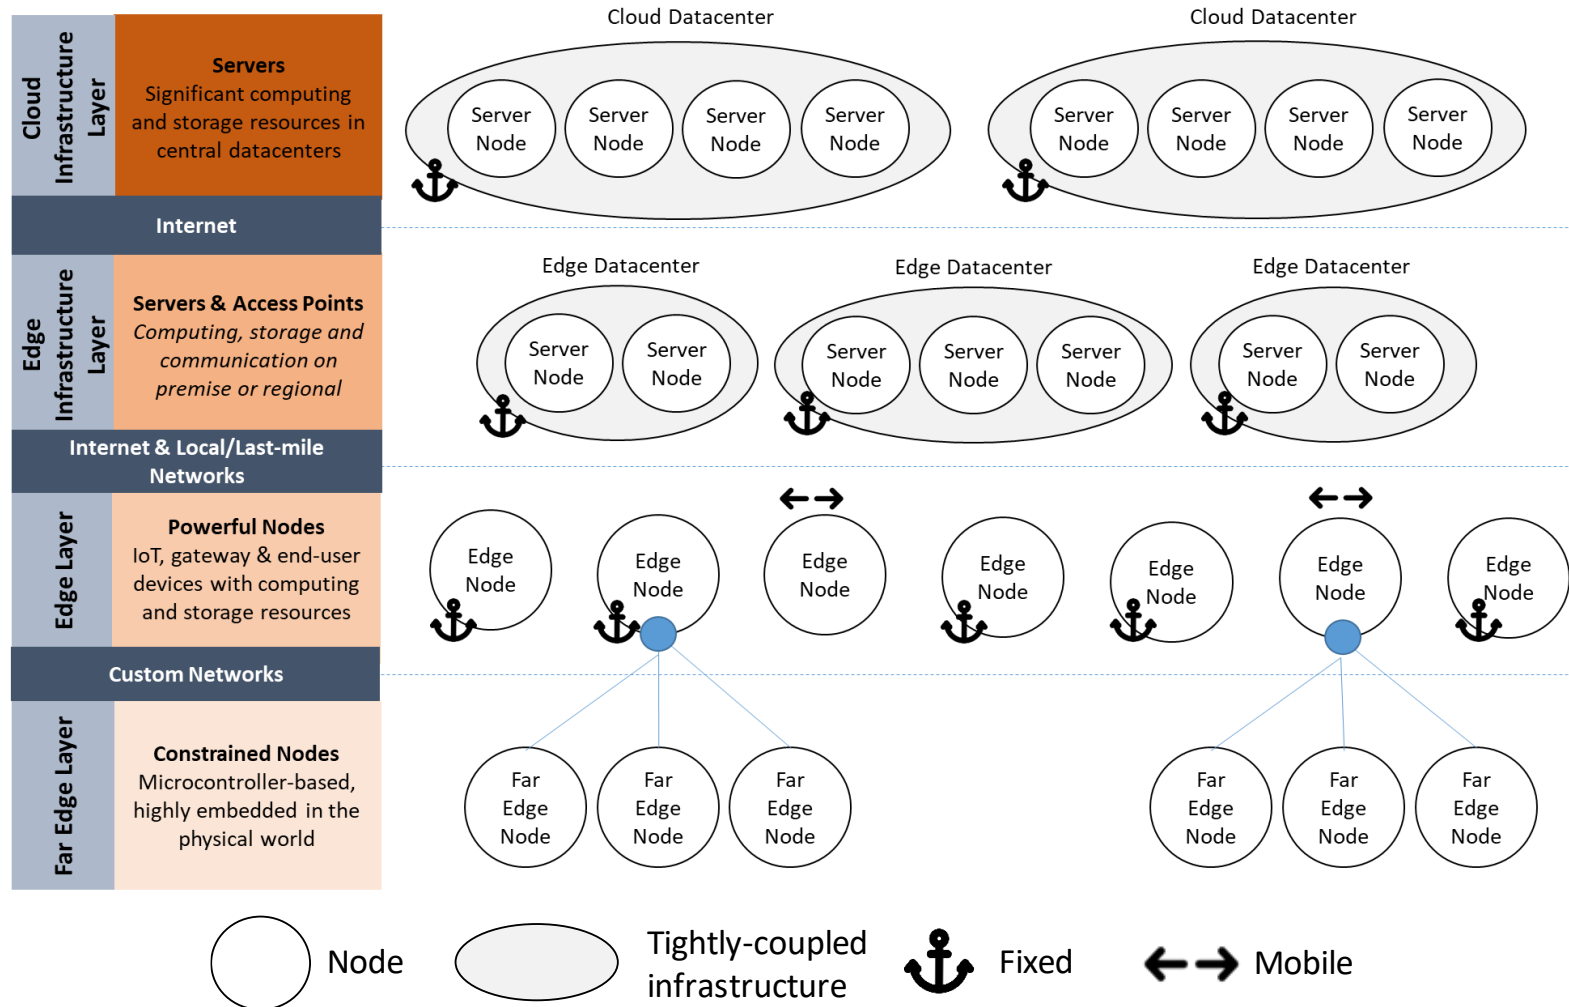 Cloud Datacenter
Cloud Datacenter
Cloud
Infrastructure
Layer
Servers
Significant computing
and storage resources in
central datacenters
Server
Node
Server
Node
Server
Node
Server
Node
Server
Node
Server
Node
Server
Node
Server
Node
Internet
Edge
Infrastructure
Layer
Servers & Access Points
Computing, storage and
communication on
premise or regional
Edge Datacenter
Edge Datacenter
Edge Datacenter
Server
Node
Server
Node
Server
Node
Server
Node
Server
Node
Server
Node
Server
Node
Internet & Local/Last-mile
Networks
Edge Layer
Powerful Nodes
IoT, gateway & end-user
devices with computing
and storage resources
Edge
Node
Edge
Node
Edge
Node
Edge
Node
Edge
Node
Edge
Node
Edge
Node
Custom Networks
Far Edge Layer
Constrained Nodes
Microcontroller-based,
highly embedded in the
physical world
Far
Edge
Node
Far
Edge
Node
Far
Edge
Node
Far
Edge
Node
Far
Edge
Node
Far
Edge
Node
Node
Tightly-coupled
infrastructure
Fixed
Mobile